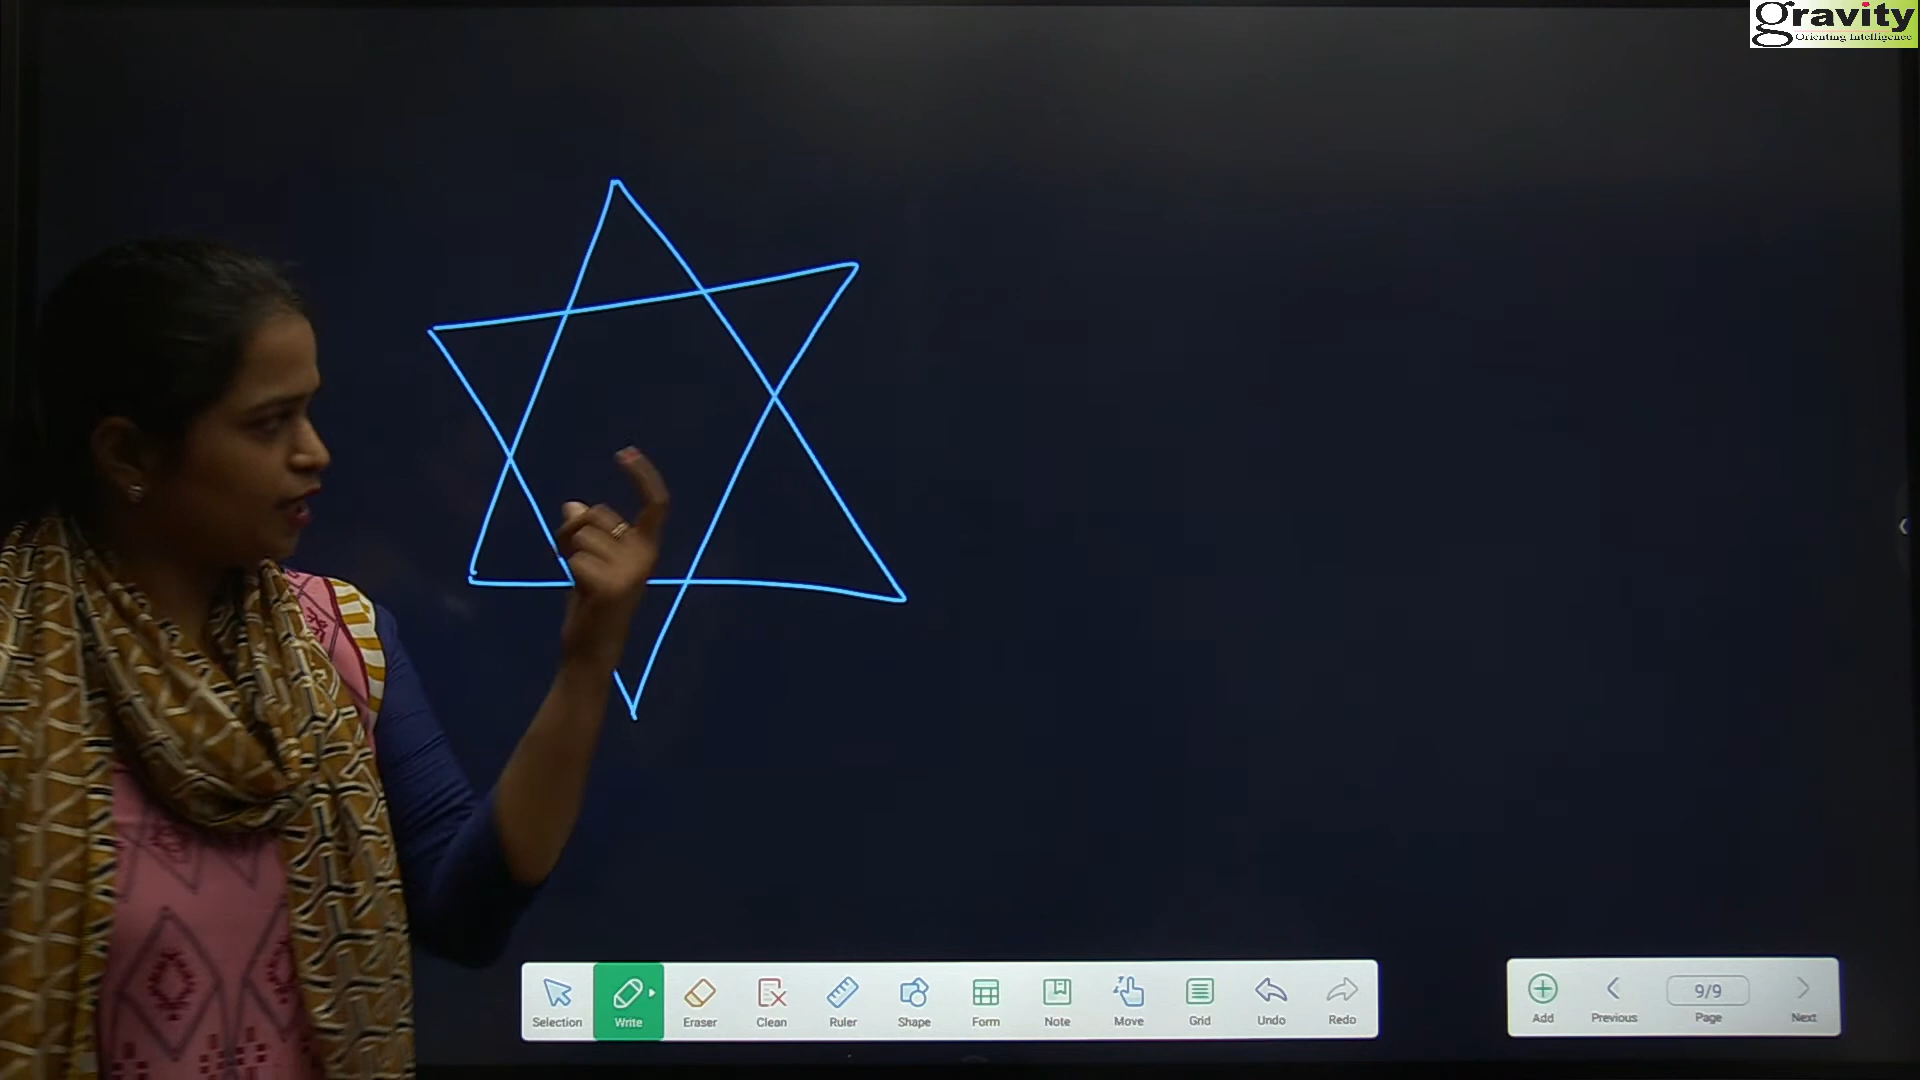 gravity
Orienting Intelligence
Selection
Write
Eraser
Clean
Ruler
Shape
Form
Note
Move
Grid
Undo
Redo
Add
Previous
9/9
Page
Next